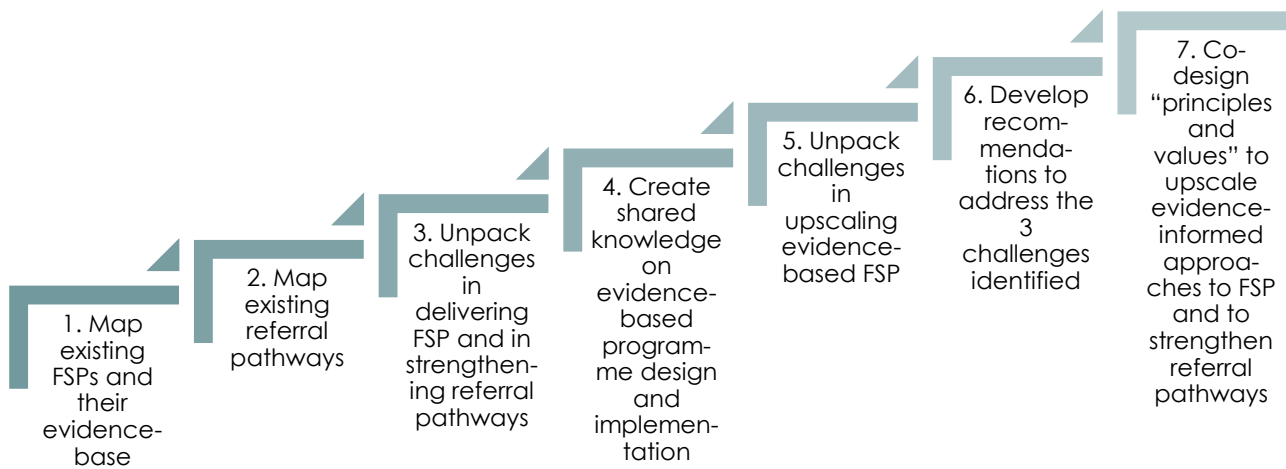 1. Map
existing
FSPs and
their
evidence-
base
2. Map
existing
referral
pathways
3. Unpack
challenges
in
delivering
FSP and in
strengthen-
ing referral
pathways
4. Create
shared
knowledge
on
evidence-
based
program-
me design
and
implemen-
tation
5. Unpack
challenges
in
upscaling
evidence-
based FSP
6. Develop
recom-
menda-
tions to
address the
3
challenges
identified
7. Co-
design
“principles
and
values” to
upscale
evidence-
informed
approa-
ches to FSP
and to
strengthen
referral
pathways